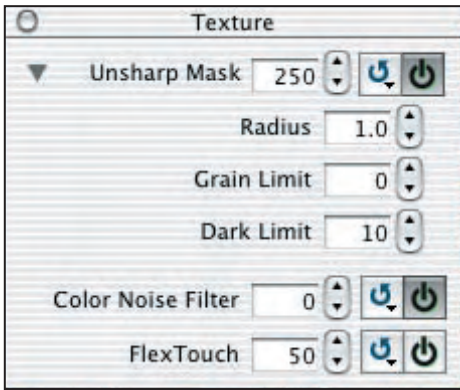 Texture
Unsharp Mask 250
Radius 1.0
Grain Limit 0
Dark Limit 10
Color Noise Filter 0
FlexTouch 50